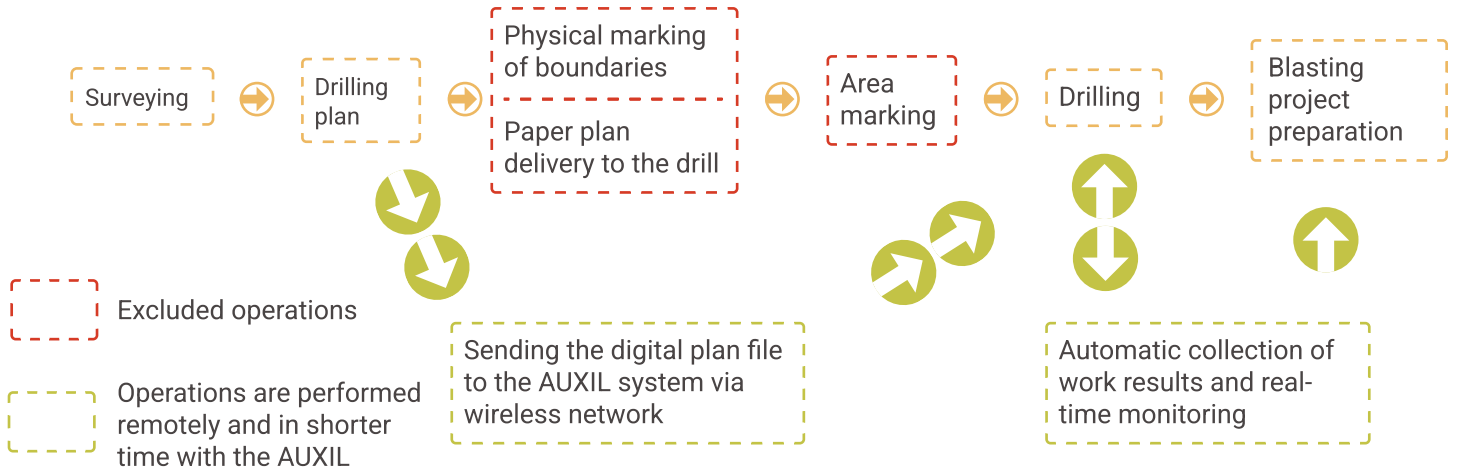 Surveying
Drilling
plan
Physical marking
of boundaries
Paper plan
delivery to the drill
Area
marking
Drilling
Blasting
project
preparation
Excluded operations
Operations are performed
remotely and in shorter
time with the AUXIL
Sending the digital plan file
to the AUXIL system via
wireless network
Automatic collection of
work results and real-
time monitoring